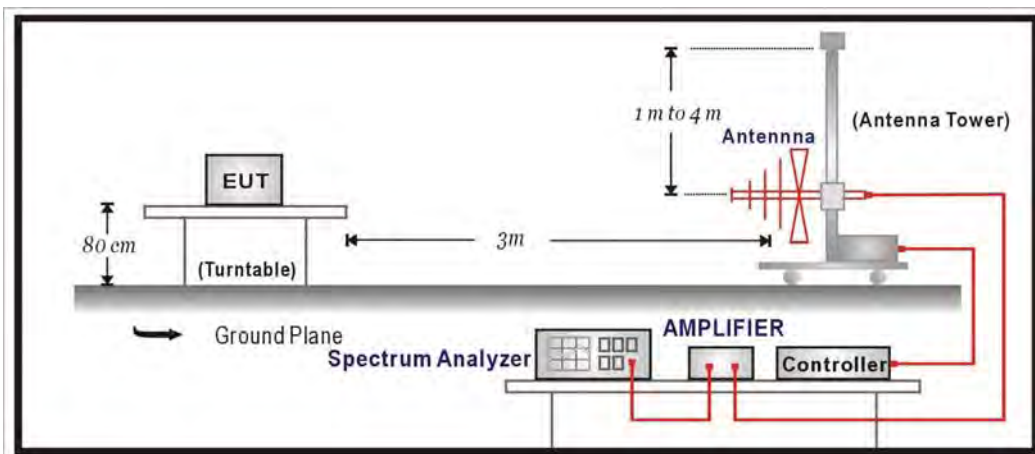 1 m to 4 m
(Antenna Tower)
Antennna
EUT
80 cm
3m
(Turntable)
Ground Plane
AMPLIFIER
Spectrum Analyzer
Controller